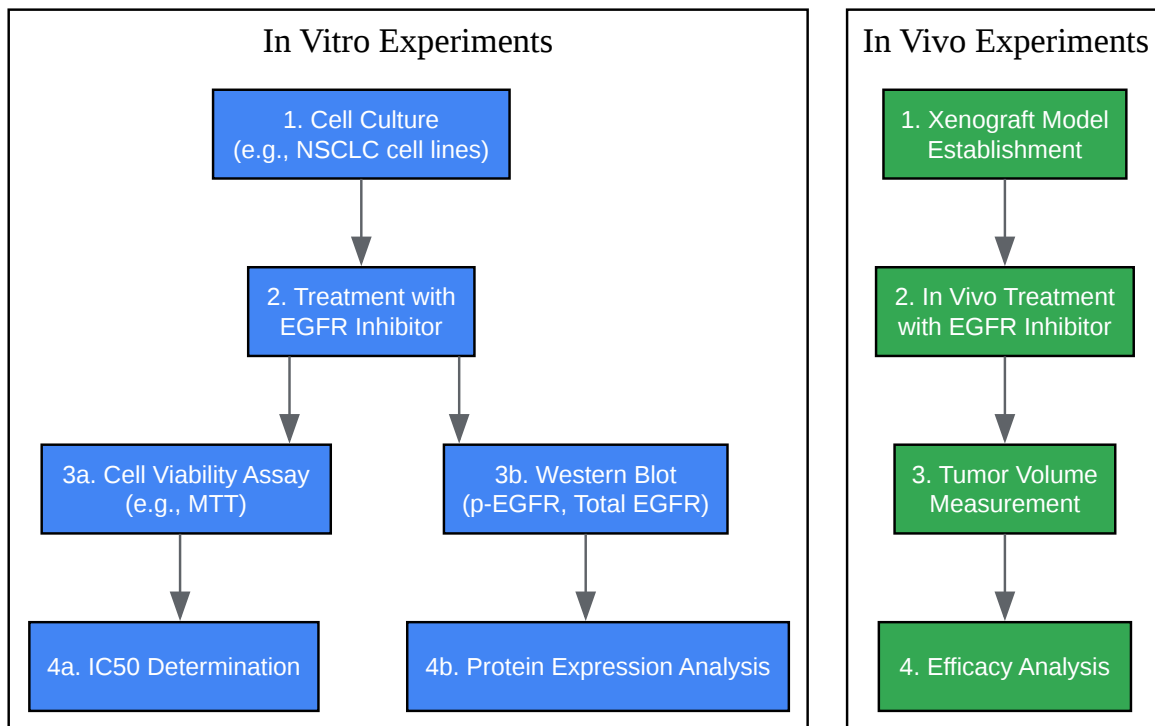 In Vitro Experiments
1. Cell Culture
(e.g., NSCLC cell lines)
2. Treatment with
EGFR Inhibitor
3a. Cell Viability Assay
(e.g., MTT)
3b. Western Blot
(p-EGFR, Total EGFR)
4a. IC50 Determination
4b. Protein Expression Analysis
In Vivo Experiments
1. Xenograft Model
Establishment
2. In Vivo Treatment
with EGFR Inhibitor
3. Tumor Volume
Measurement
4. Efficacy Analysis